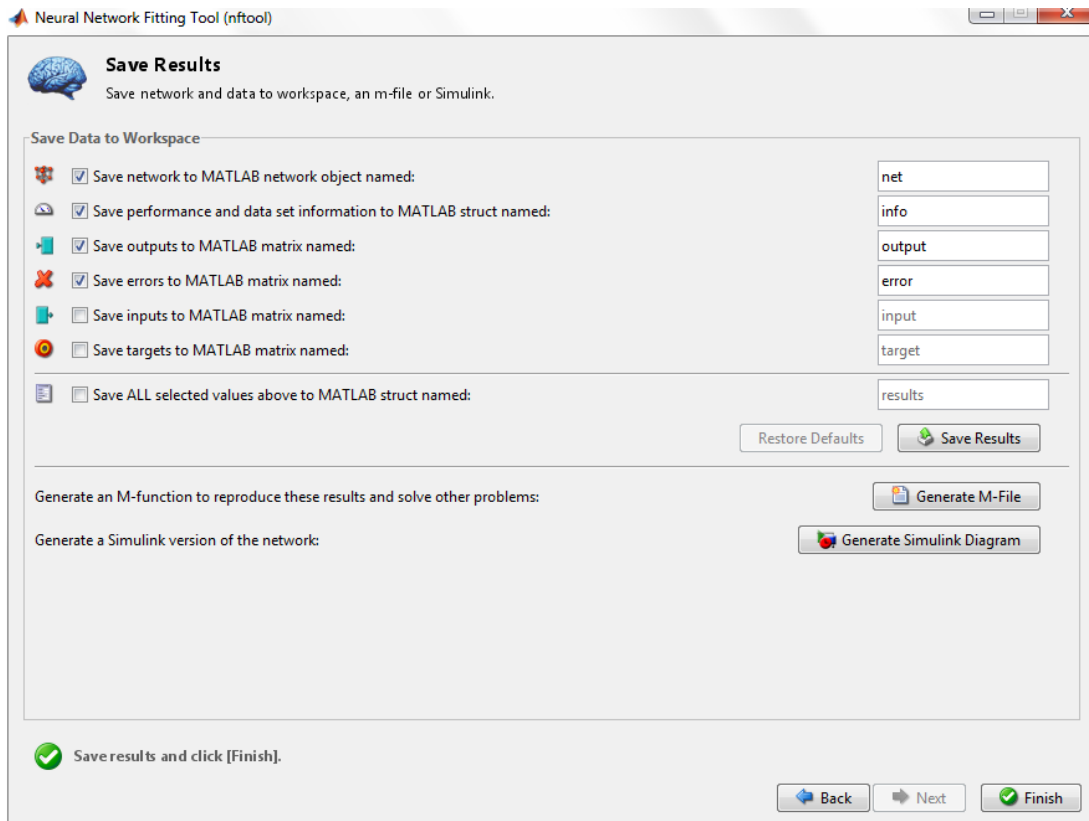 Neural Network Fitting Tool (nftool)
Save Results
Save network and data to workspace, an m-file or Simulink.
Save Data to Workspace
Save network to MATLAB network object named: net
Save performance and data set information to MATLAB struct named: info
Save outputs to MATLAB matrix named: output
Save errors to MATLAB matrix named: error
Save inputs to MATLAB matrix named: input
Save targets to MATLAB matrix named: target
Save ALL selected values above to MATLAB struct named: results
Restore Defaults Save Results
Generate an M-function to reproduce these results and solve other problems: Generate M-File
Generate a Simulink version of the network: Generate Simulink Diagram
Save results and click [Finish].
Back Next Finish